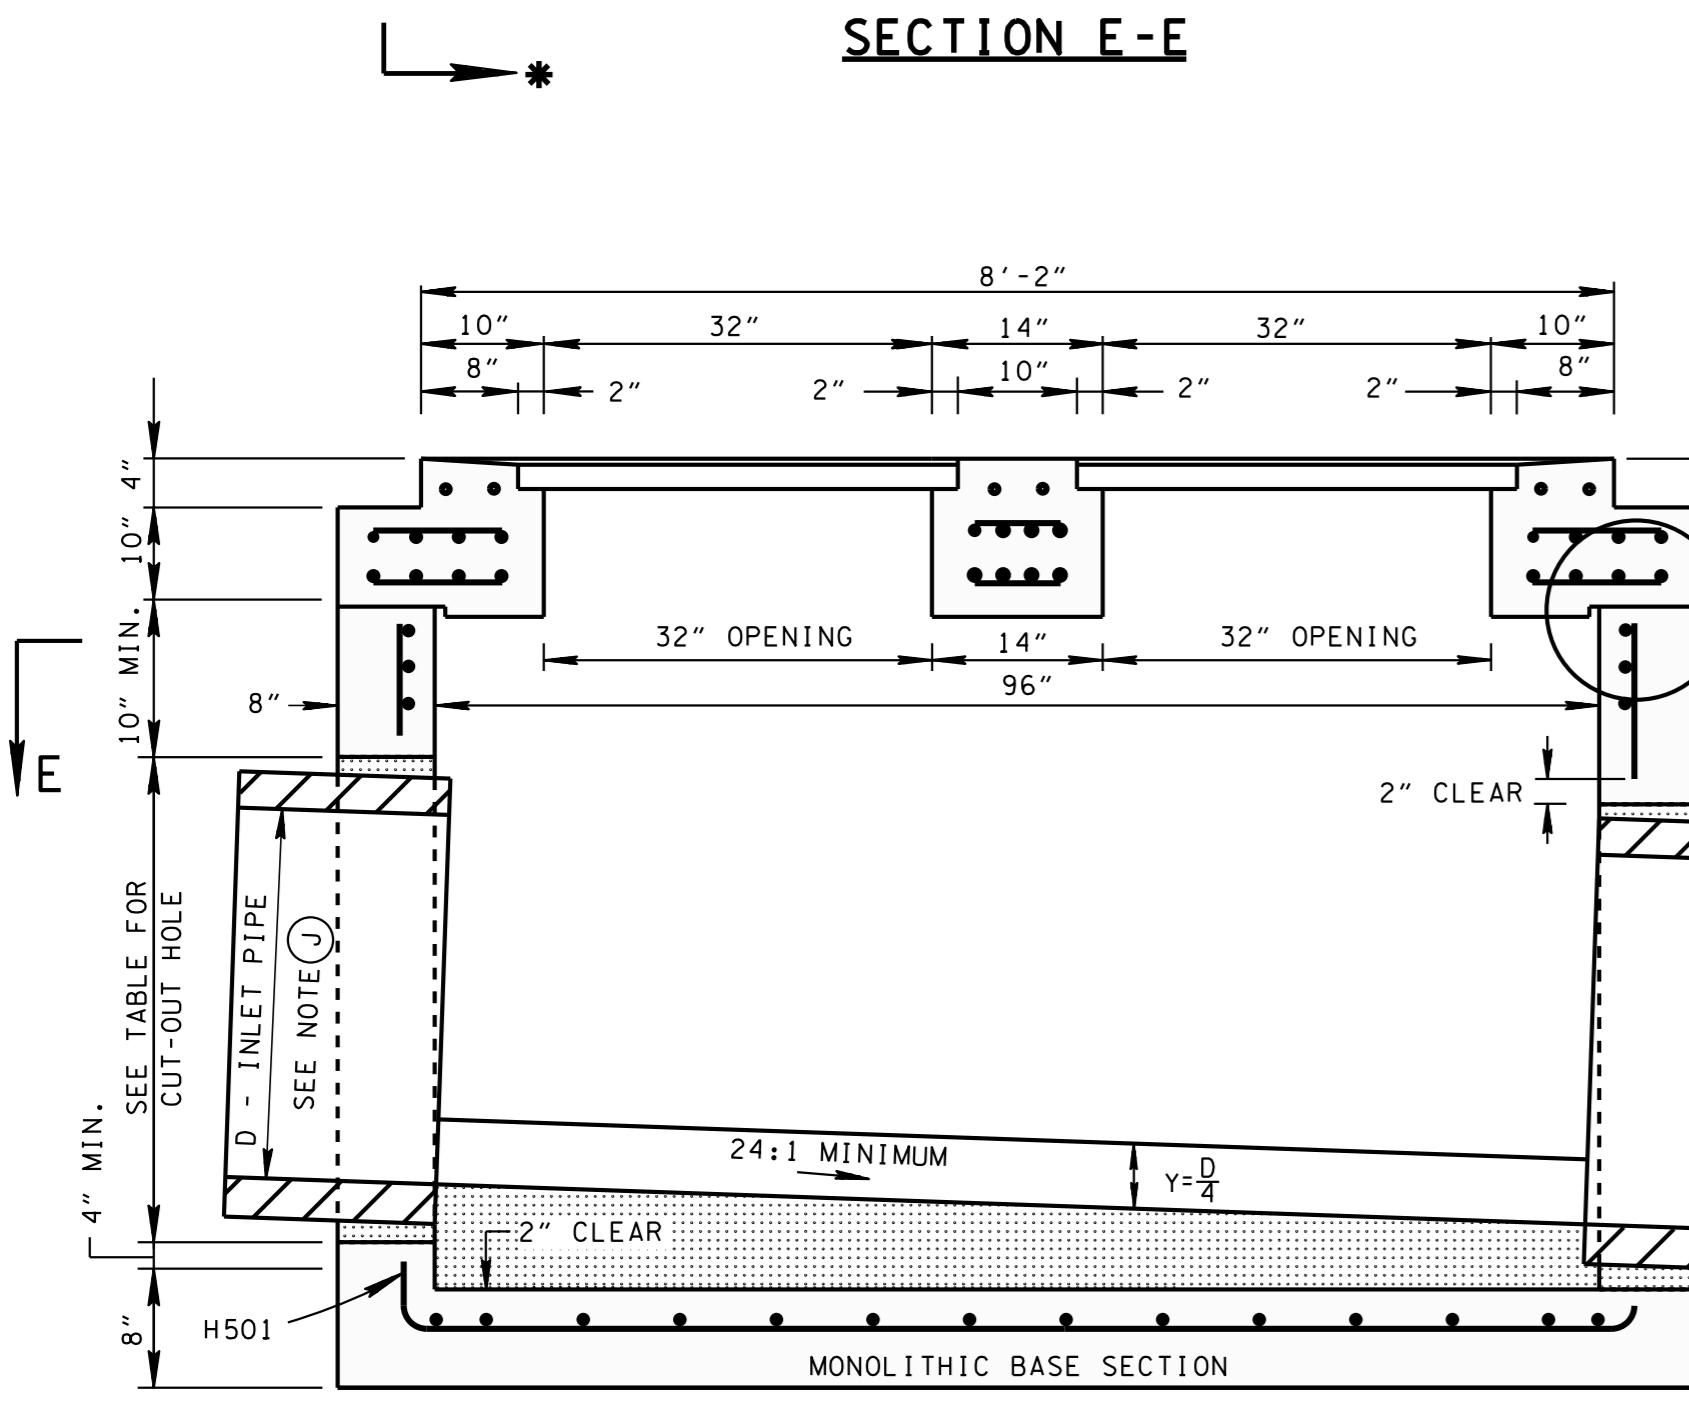 SECTION E-E
*
8'-2"
10" 32" 14" 32" 10"
8" 2" 2" 10" 2" 2" 8"
4"
10"
10" MIN.
32" OPENING 14" 32" OPENING
96"
8"
E
2" CLEAR
SEE TABLE FOR
CUT-OUT HOLE
D - INLET PIPE
SEE NOTE J
4" MIN.
24:1 MINIMUM
Y=D/4
2" CLEAR
8"
H501
MONOLITHIC BASE SECTION